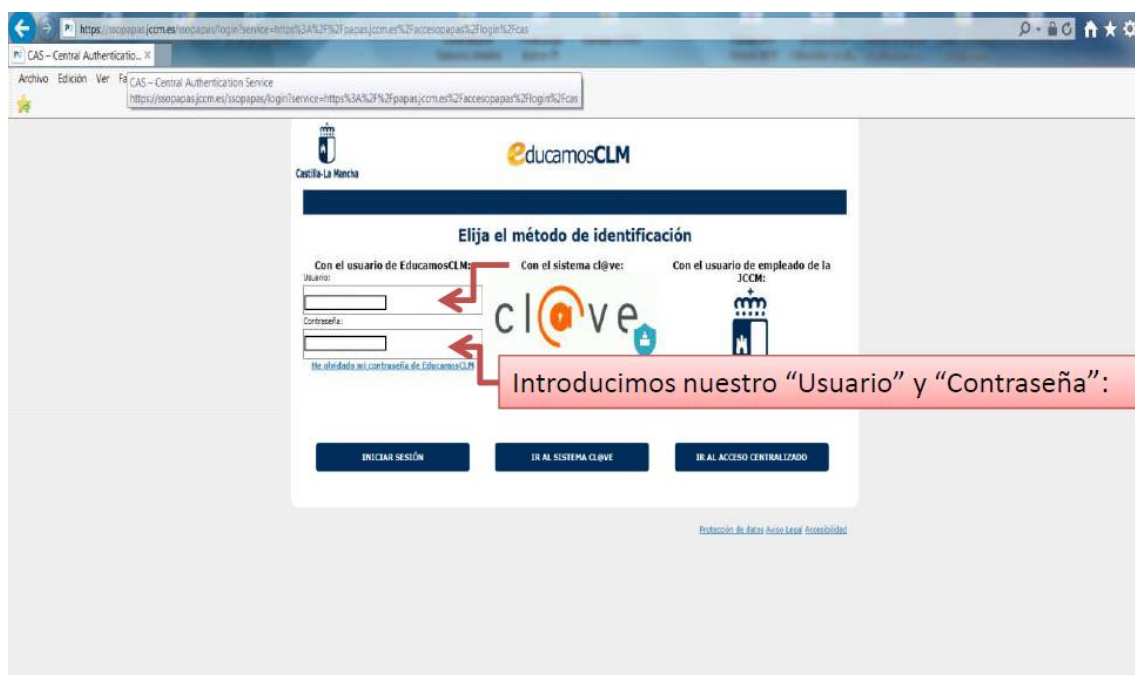 https://ssopapas.jccm.es/ssopapas/login?service=https%3A%2F%2Fpapas.jccm.es%2Faccesopapas%2Flogin%2Fcas
CAS – Central Authenticatio... X
Archivo Edición Ver Fa
CAS – Central Authentication Service
https://ssopapas.jccm.es/ssopapas/login?service=https%3A%2F%2Fpapas.jccm.es%2Faccesopapas%2Flogin%2Fcas
Castilla-La Mancha
educamosCLM
Elija el método de identificación
Con el usuario de EducamosCLM:
Usuario:
Contraseña:
He olvidado mi contraseña de EducamosCLM
INICIAR SESIÓN
Con el sistema cl@ve:
cl@ve
IR AL SISTEMA CL@VE
Con el usuario de empleado de la
JCCM:
IR AL ACCESO CENTRALIZADO
Introducimos nuestro “Usuario” y “Contraseña”:
Protección de datos Aviso Legal Accesibilidad